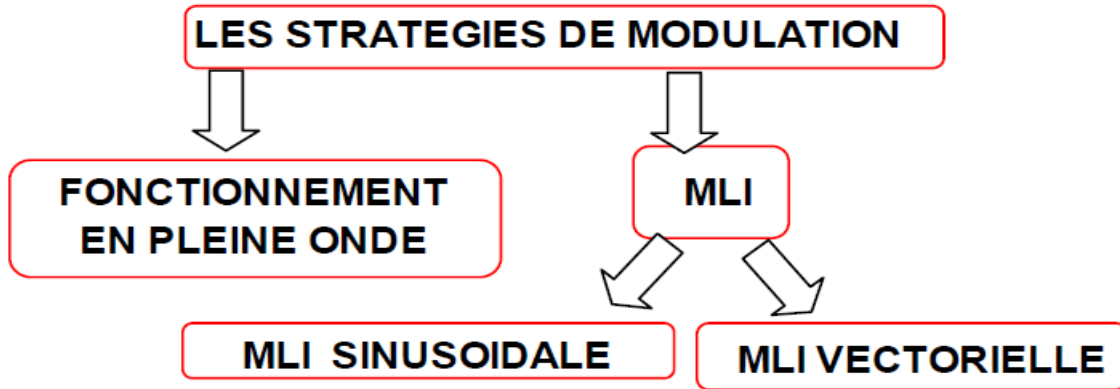 LES STRATEGIES DE MODULATION
FONCTIONNEMENT
EN PLEINE ONDE
MLI
MLI SINUSOIDALE
MLI VECTORIELLE